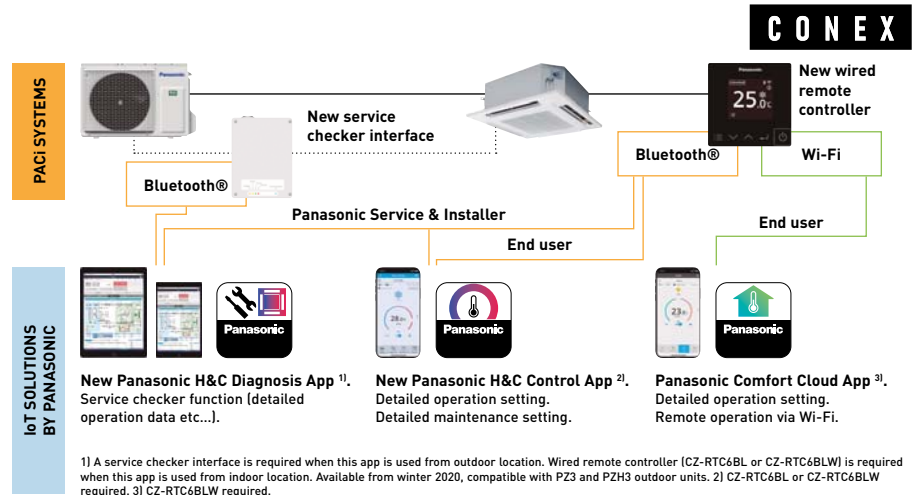 CONEX
PACi SYSTEMS
Panasonic
New service
checker interface
Panasonic
25.0c
New wired
remote
controller
Bluetooth®
Bluetooth®
Wi-Fi
Panasonic Service & Installer
End user
End user
IoT SOLUTIONS
BY PANASONIC
Panasonic
Panasonic
Panasonic
New Panasonic H&C Diagnosis App 1).
Service checker function (detailed
operation data etc...).
New Panasonic H&C Control App 2).
Detailed operation setting.
Detailed maintenance setting.
Panasonic Comfort Cloud App 3).
Detailed operation setting.
Remote operation via Wi-Fi.
1) A service checker interface is required when this app is used from outdoor location. Wired remote controller (CZ-RTC6BL or CZ-RTC6BLW) is required
when this app is used from indoor location. Available from winter 2020, compatible with PZ3 and PZH3 outdoor units. 2) CZ-RTC6BL or CZ-RTC6BLW
required. 3) CZ-RTC6BLW required.